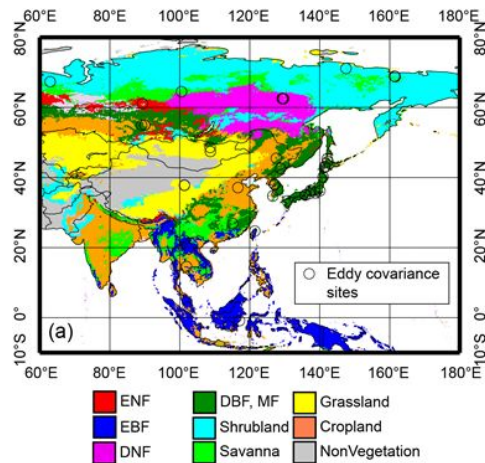 60°E 80°E 100°E 120°E 140°E 160°E 180°E
80°N
60°N
40°N
20°N
0°N
10°S
Eddy covariance
sites
(a)
60°E 80°E 100°E 120°E 140°E 160°E 180°E
ENF DBF, MF Grassland
EBF Shrubland Cropland
DNF Savanna NonVegetation
80°N
60°N
40°N
20°N
0°N
10°S